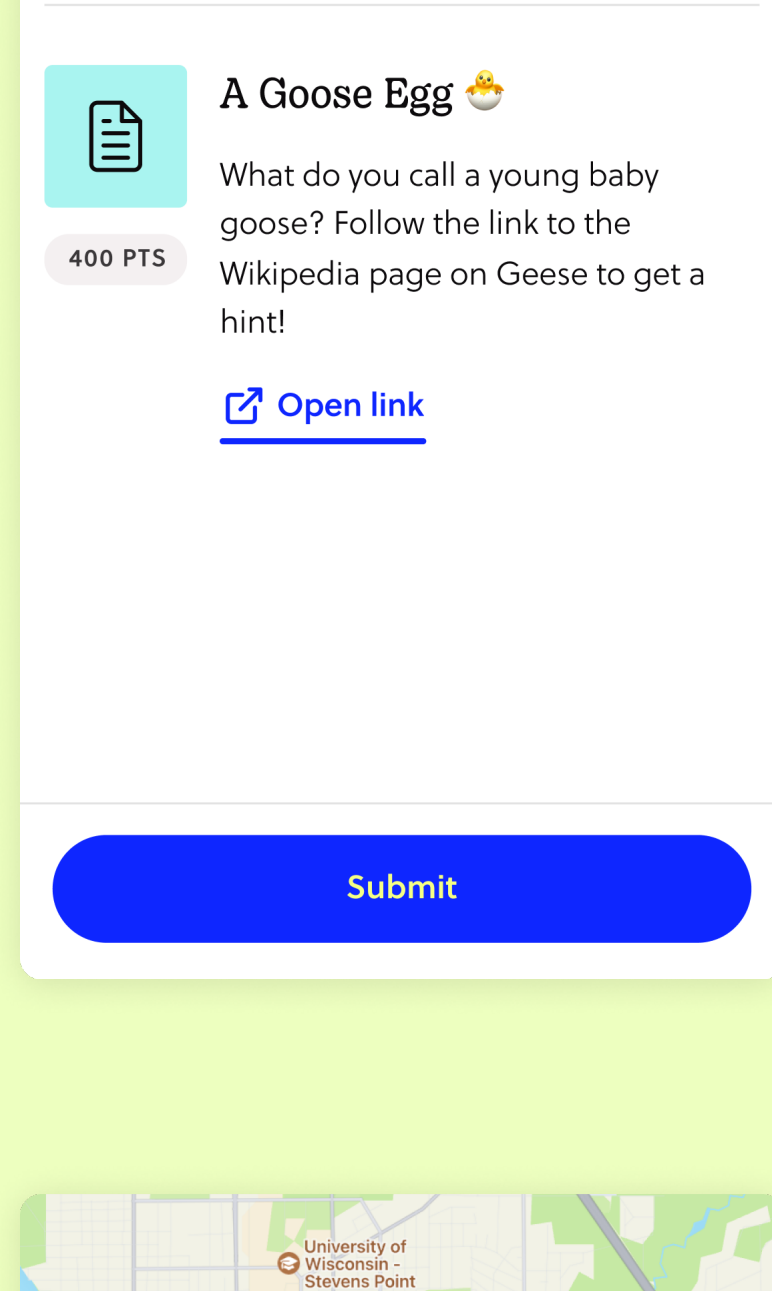 A Goose Egg 🐣
What do you call a young baby
goose? Follow the link to the
400 PTS
Wikipedia page on Geese to get a
hint!
Open link
Submit
University of
Wisconsin -
Stevens Point